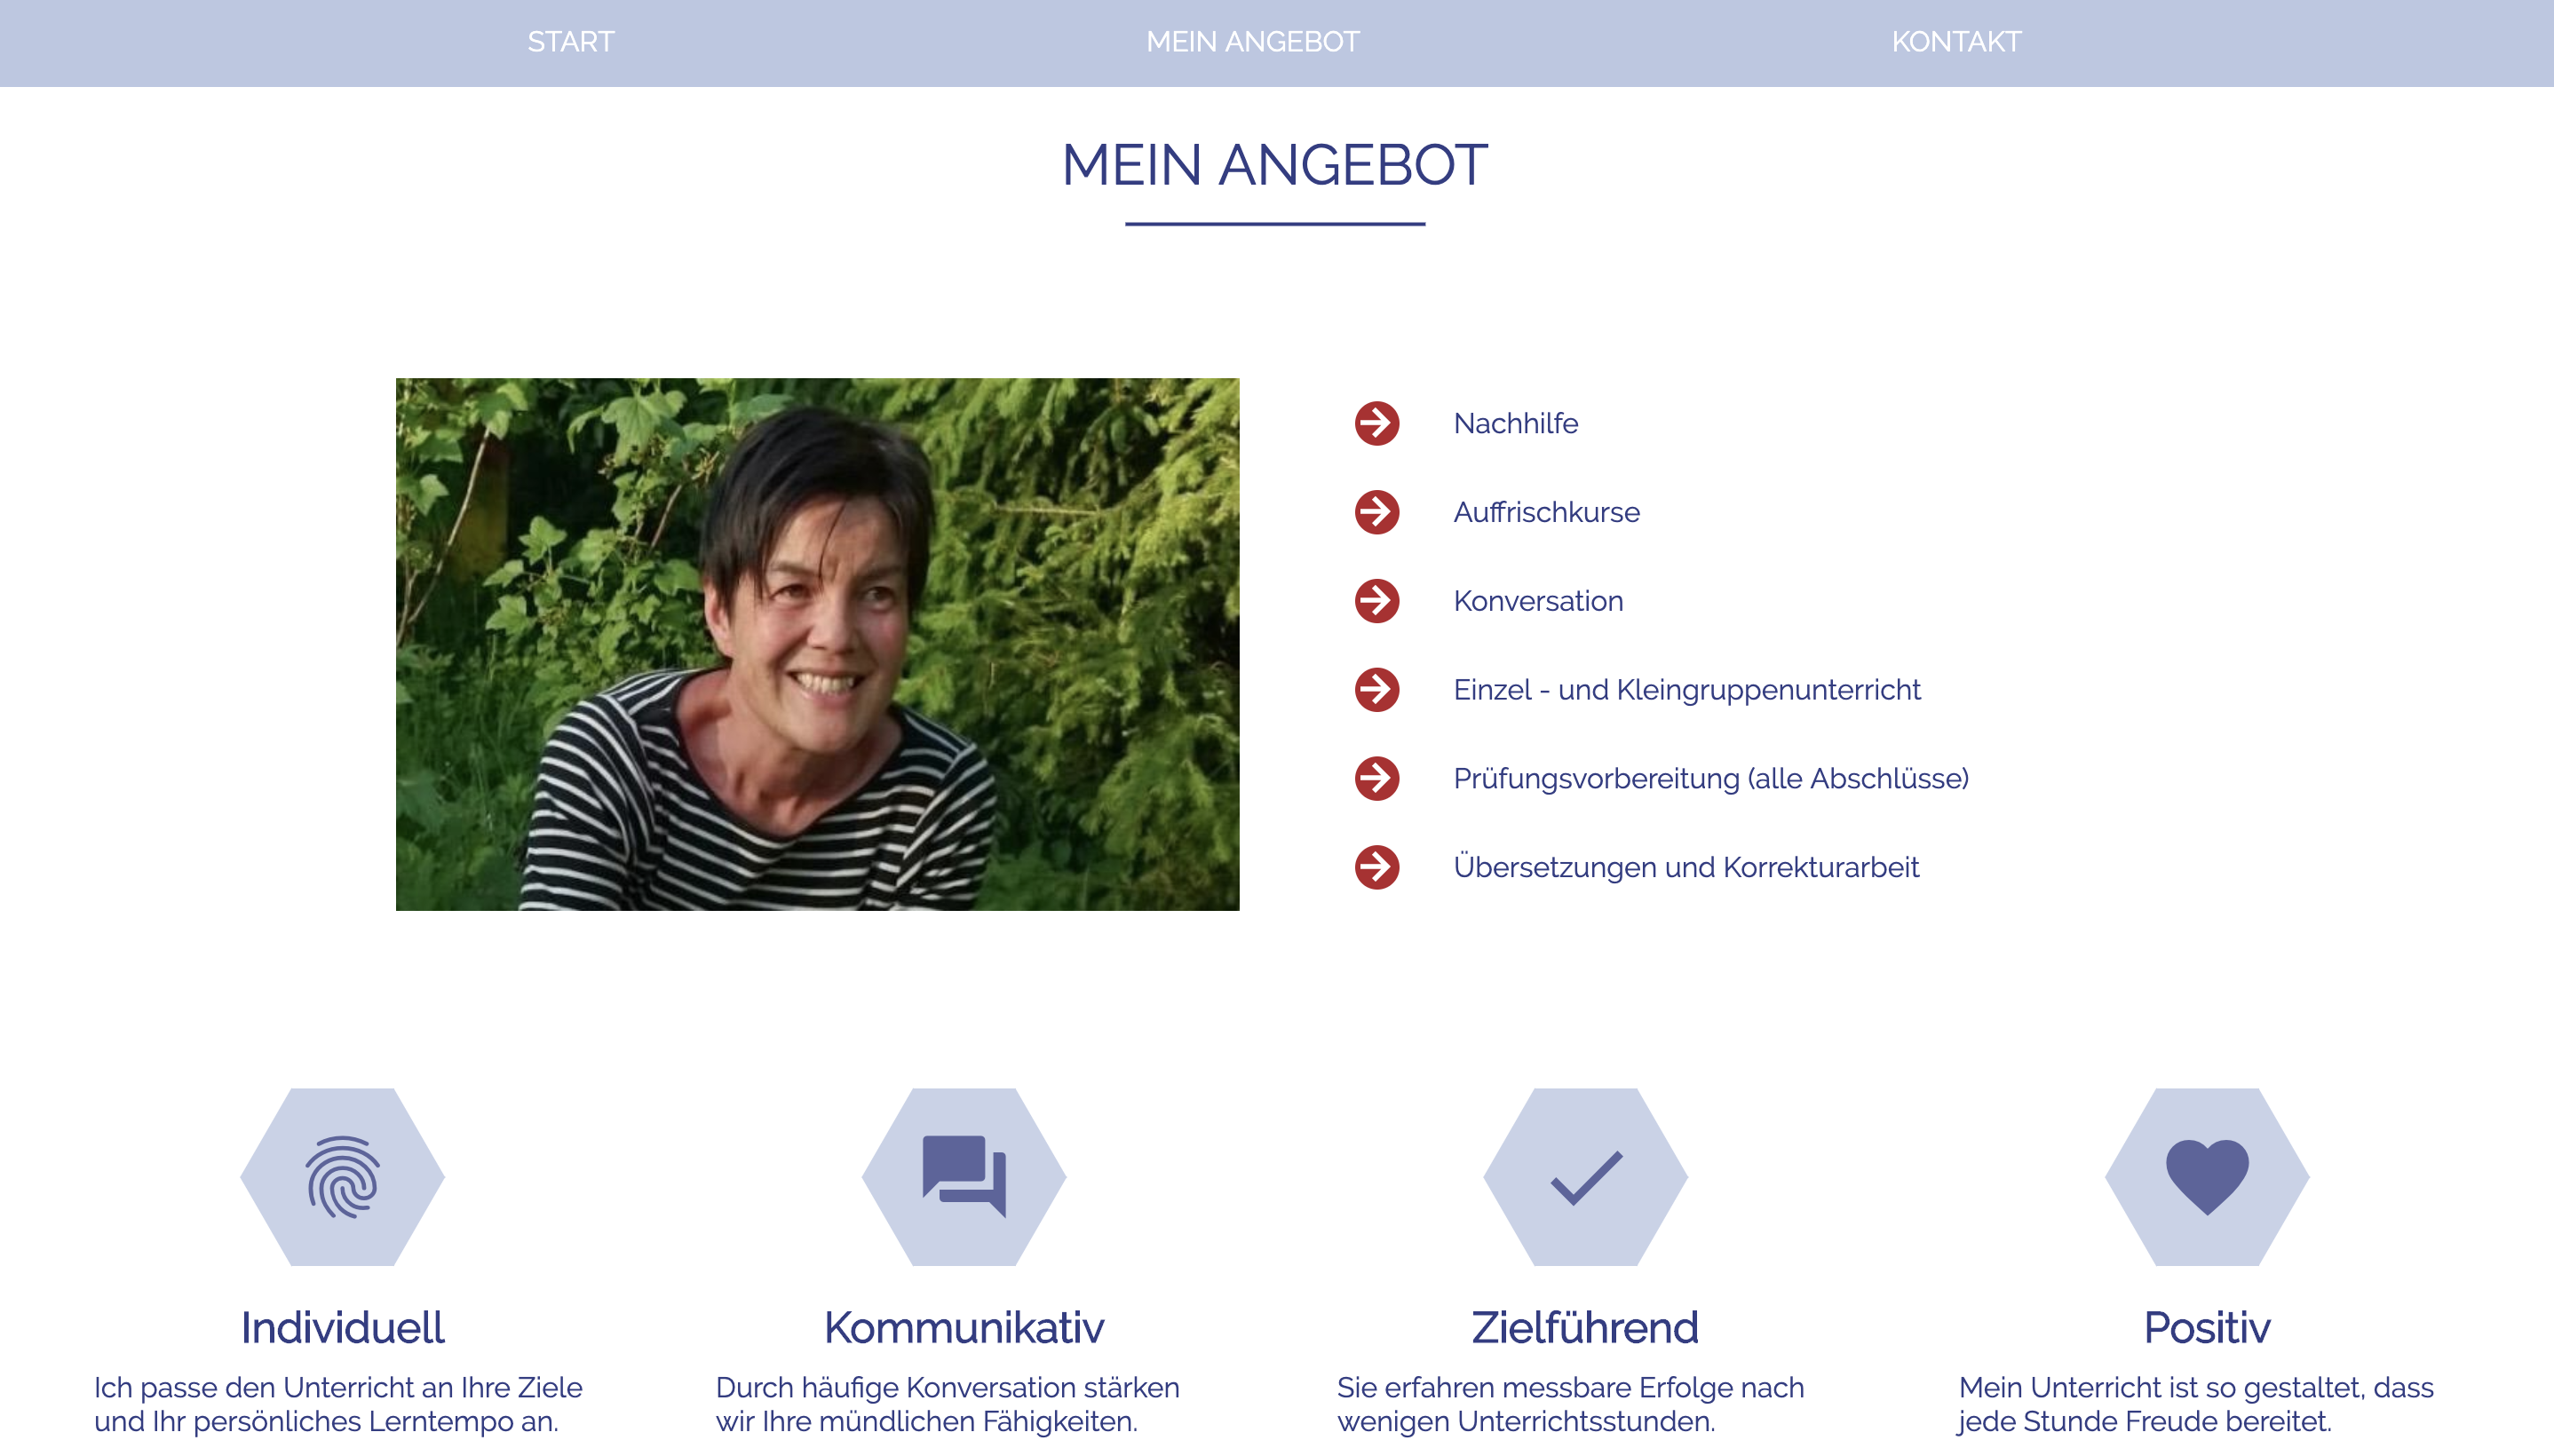 START
MEIN ANGEBOT
KONTAKT
MEIN ANGEBOT
Nachhilfe
Auffrischkurse
Konversation
Einzel - und Kleingruppenunterricht
Prüfungsvorbereitung (alle Abschlüsse)
Übersetzungen und Korrekturarbeit
Individuell
Ich passe den Unterricht an Ihre Ziele
und Ihr persönliches Lerntempo an.
Kommunikativ
Durch häufige Konversation stärken
wir Ihre mündlichen Fähigkeiten.
Zielführend
Sie erfahren messbare Erfolge nach
wenigen Unterrichtsstunden.
Positiv
Mein Unterricht ist so gestaltet, dass
jede Stunde Freude bereitet.